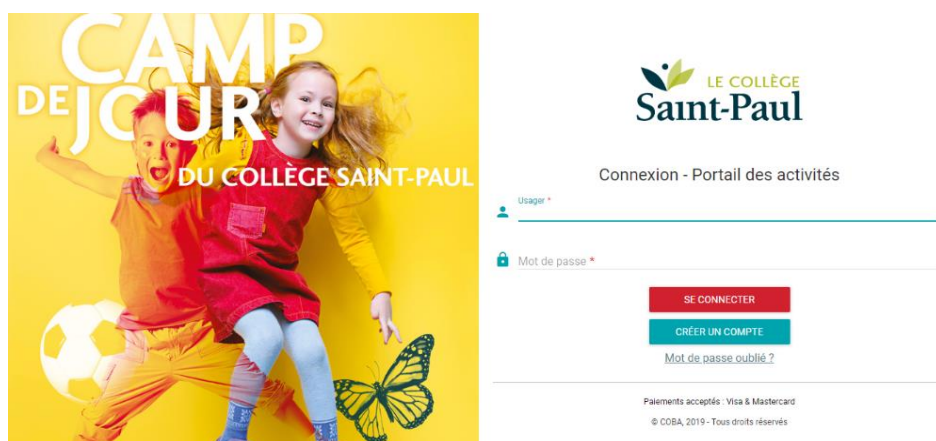 CAMP
DE JOUR
DU COLLÈGE SAINT-PAUL
LE COLLÈGE
Saint-Paul
Connexion - Portail des activités
Usager *
Mot de passe *
SE CONNECTER
CRÉER UN COMPTE
Mot de passe oublié ?
Paiements acceptés : Visa & Mastercard
© COBA, 2019 - Tous droits réservés